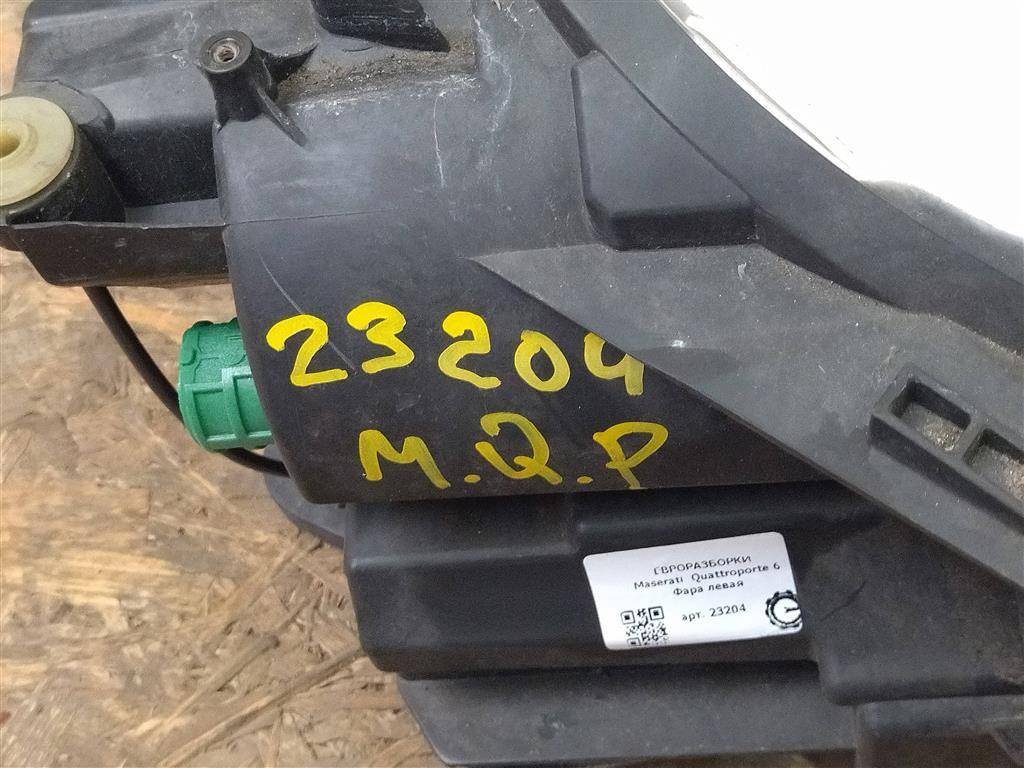 23204
M.Q.P
ЕВРОРАЗБОРКИ
Maserati Quattroporte 6
Фара левая
арт. 23204